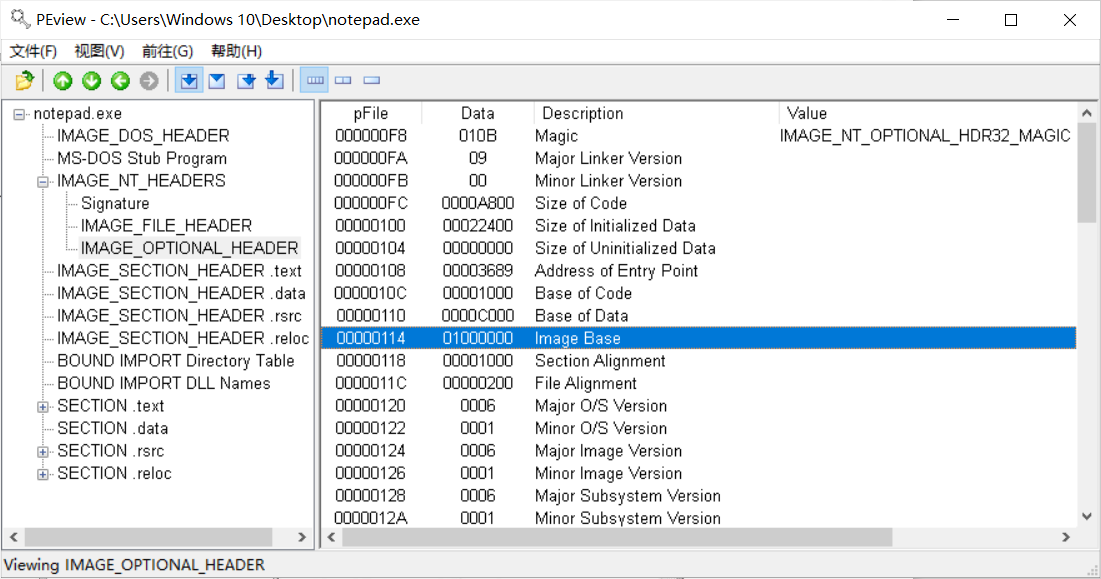 PEview - C:\Users\Windows 10\Desktop\notepad.exe
文件(F) 视图(V) 前往(G) 帮助(H)
notepad.exe
IMAGE_DOS_HEADER
MS-DOS Stub Program
IMAGE_NT_HEADERS
Signature
IMAGE_FILE_HEADER
IMAGE_OPTIONAL_HEADER
IMAGE_SECTION_HEADER .text
IMAGE_SECTION_HEADER .data
IMAGE_SECTION_HEADER .rsrc
IMAGE_SECTION_HEADER .reloc
BOUND IMPORT Directory Table
BOUND IMPORT DLL Names
SECTION .text
SECTION .data
SECTION .rsrc
SECTION .reloc
pFile Data Description Value
000000F8 010B Magic IMAGE_NT_OPTIONAL_HDR32_MAGIC
000000FA 09 Major Linker Version
000000FB 00 Minor Linker Version
000000FC 0000A800 Size of Code
00000100 00022400 Size of Initialized Data
00000104 00000000 Size of Uninitialized Data
00000108 00003689 Address of Entry Point
0000010C 00001000 Base of Code
00000110 0000C000 Base of Data
00000114 01000000 Image Base
00000118 00001000 Section Alignment
0000011C 00000200 File Alignment
00000120 0006 Major O/S Version
00000122 0001 Minor O/S Version
00000124 0006 Major Image Version
00000126 0001 Minor Image Version
00000128 0006 Major Subsystem Version
0000012A 0001 Minor Subsystem Version
Viewing IMAGE_OPTIONAL_HEADER